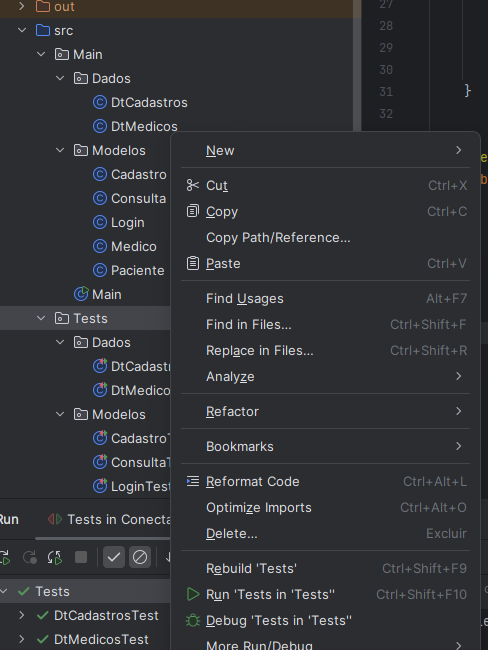 out
27
src
28
Main
29
Dados
30
DtCadastros
31 }
DtMedicos
32
Modelos
New
Cadastro
Cut Ctrl+X
Consulta
Copy Ctrl+C
Login
Copy Path/Reference...
Medico
Paste Ctrl+V
Paciente
Main
Find Usages Alt+F7
Tests
Find in Files... Ctrl+Shift+F
Dados
Replace in Files... Ctrl+Shift+R
DtCadast
Analyze
DtMedico
Refactor
Modelos
Cadastro
Bookmarks
ConsultaT
LoginTest
Reformat Code Ctrl+Alt+L
Optimize Imports Ctrl+Alt+O
Run
Tests in Conecta
Delete... Excluir
Rebuild 'Tests' Ctrl+Shift+F9
Tests
Run 'Tests in 'Tests'' Ctrl+Shift+F10
DtCadastrosTest
Debug 'Tests in 'Tests''
DtMedicosTest
More Run/Debug